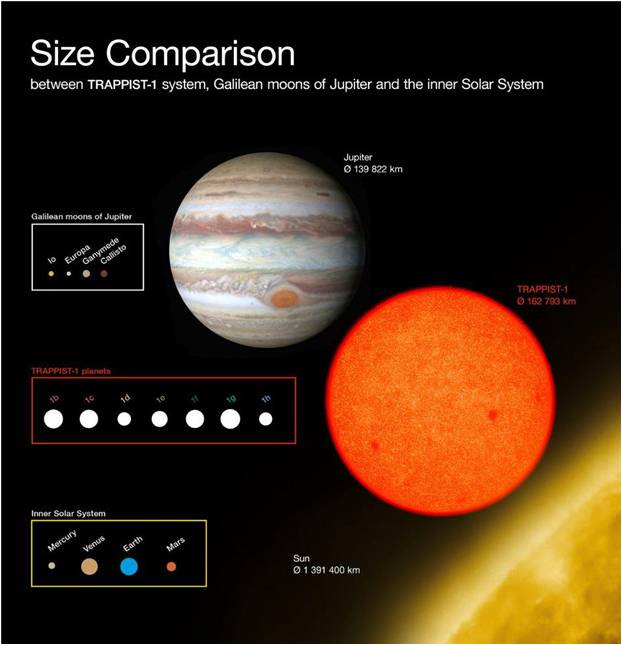 Size Comparison
between TRAPPIST-1 system, Galilean moons of Jupiter and the inner Solar System
Jupiter
Ø 139 822 km
Galilean moons of Jupiter
Io Europa Ganymede Callisto
TRAPPIST-1
Ø 162 793 km
TRAPPIST-1 planets
1b 1c 1d 1e 1f 1g 1h
Inner Solar System
Mercury Venus Earth Mars
Sun
Ø 1 391 400 km